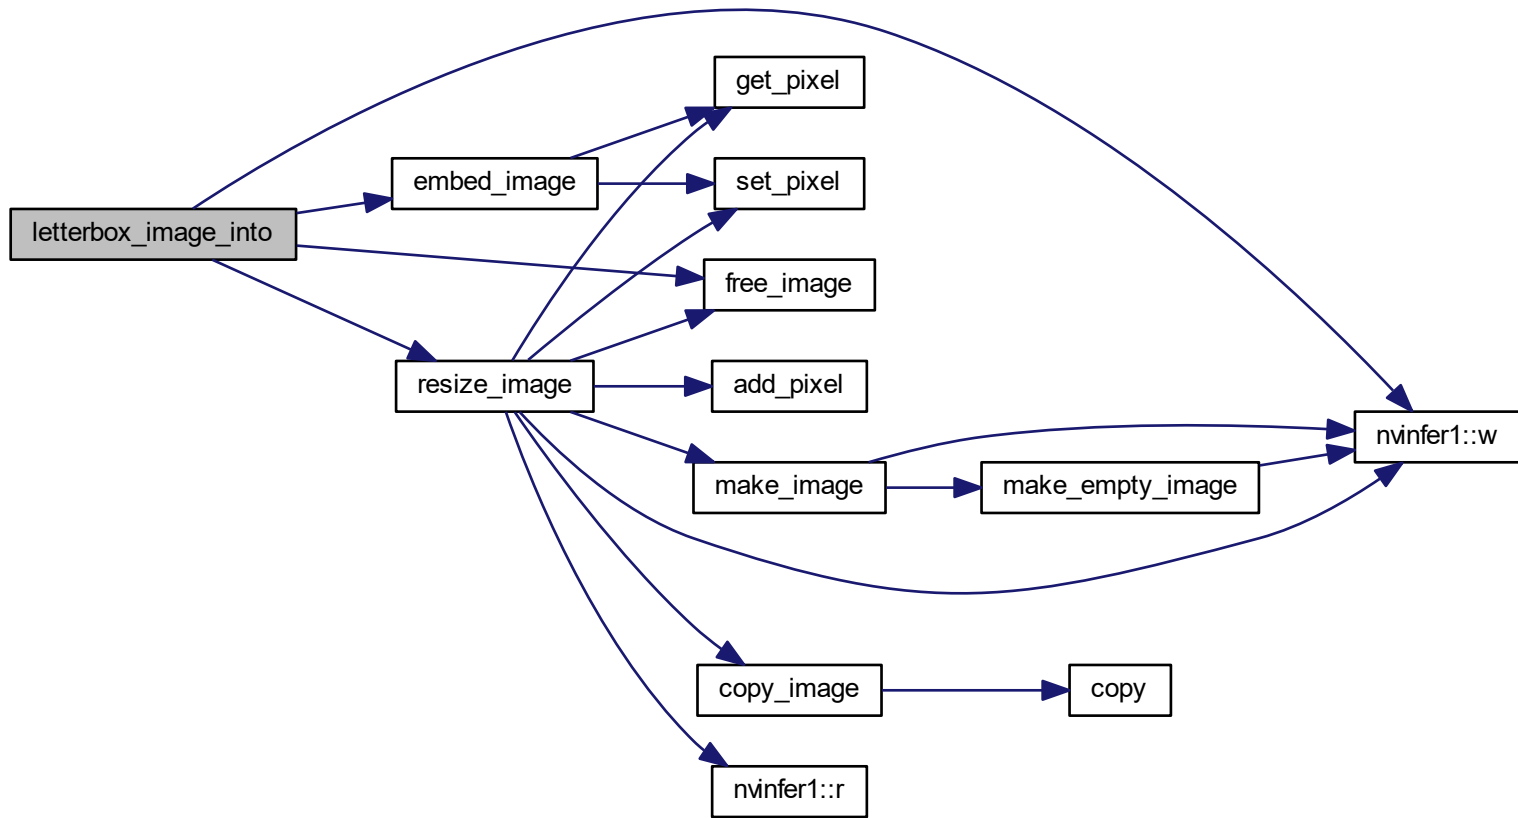 get_pixel
embed_image
set_pixel
letterbox_image_into
free_image
resize_image
add_pixel
nvinfer1::w
make_image
make_empty_image
copy_image
copy
nvinfer1::r